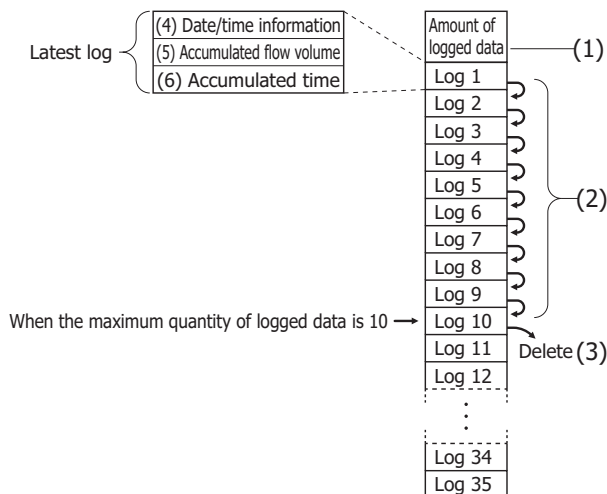 (4) Date/time information
(5) Accumulated flow volume
(6) Accumulated time
Latest log
Amount of
logged data
(1)
Log 1
Log 2
Log 3
Log 4
Log 5
Log 6
Log 7
Log 8
Log 9
Log 10
Log 11
Log 12
Log 34
Log 35
(2)
When the maximum quantity of logged data is 10
Delete (3)